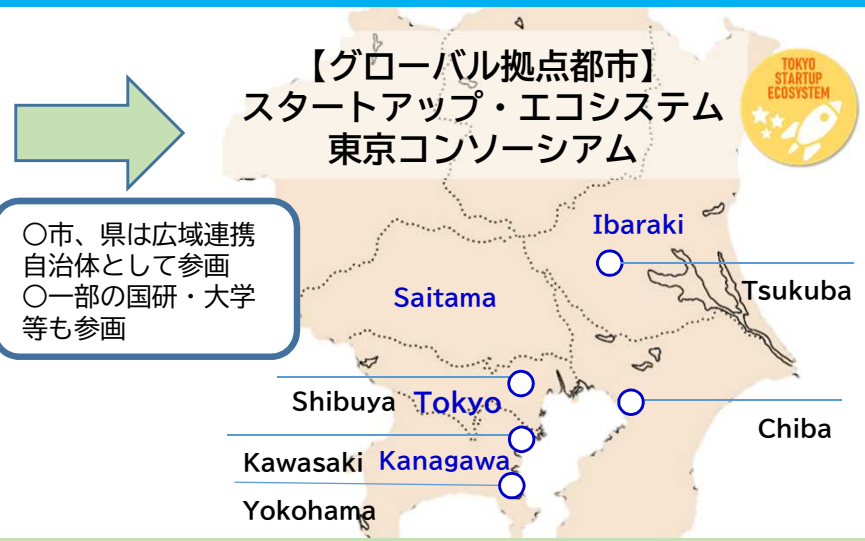 【グローバル拠点都市】
スタートアップ・エコシステム
東京コンソーシアム
TOKYO
STARTUP
ECOSYSTEM
○市、県は広域連携
自治体として参画
○一部の国研・大学
等も参画
Ibaraki
Tsukuba
Saitama
Shibuya Tokyo
Chiba
Kawasaki Kanagawa
Yokohama